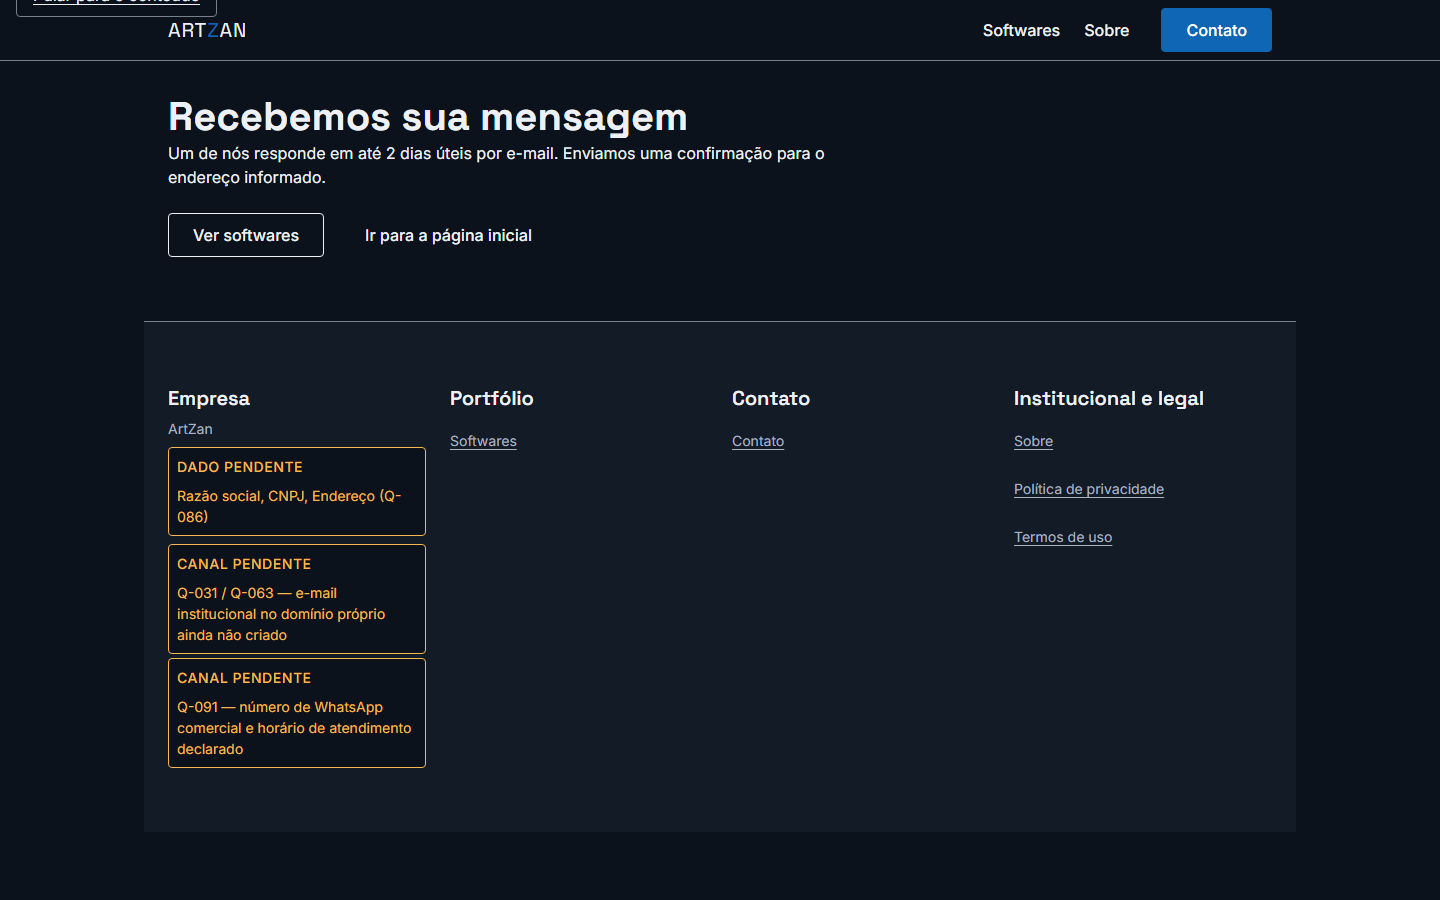 ARTZAN
Softwares
Sobre
Contato
Recebemos sua mensagem
Um de nós responde em até 2 dias úteis por e-mail. Enviamos uma confirmação para o
endereço informado.
Ver softwares
Ir para a página inicial
Empresa
ArtZan
DADO PENDENTE
Razão social, CNPJ, Endereço (Q-
086)
CANAL PENDENTE
Q-031 / Q-063 — e-mail
institucional no domínio próprio
ainda não criado
CANAL PENDENTE
Q-091 — número de WhatsApp
comercial e horário de atendimento
declarado
Portfólio
Softwares
Contato
Contato
Institucional e legal
Sobre
Política de privacidade
Termos de uso